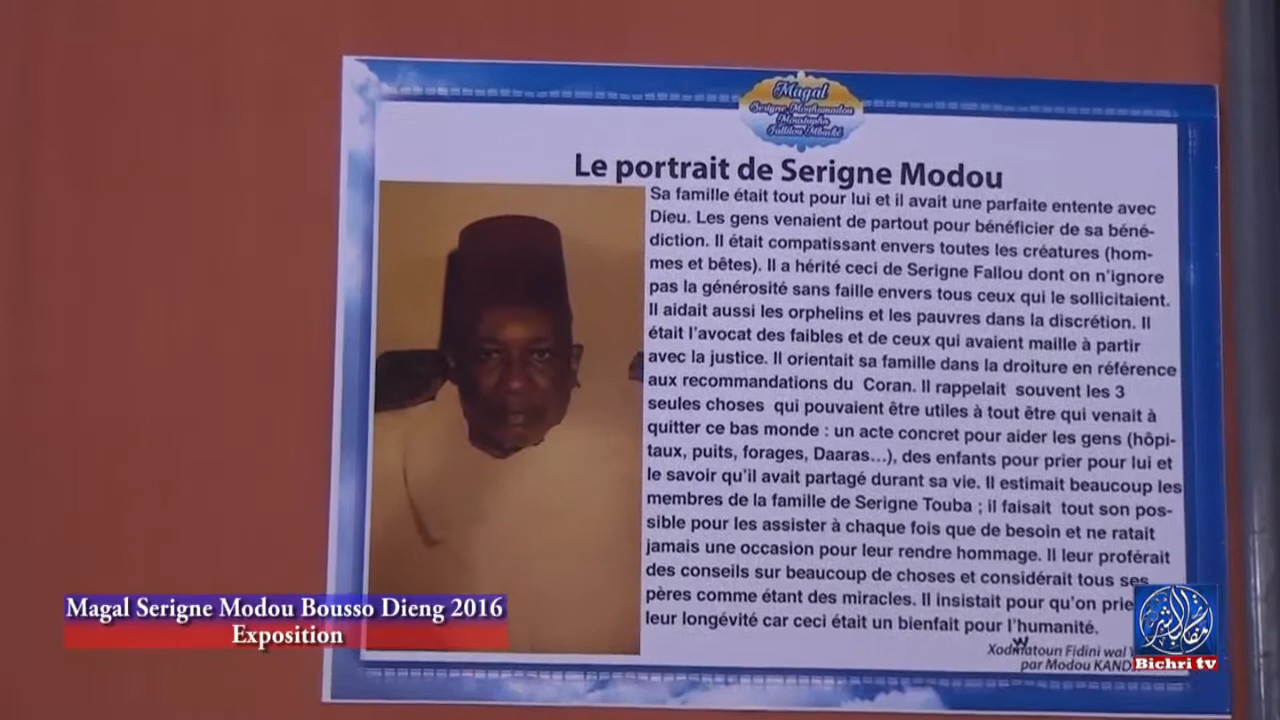 Magal
Serigne Mouhamadou
Moustapha
Fallilou Mbacké
Le portrait de Serigne Modou
Sa famille était tout pour lui et il avait une parfaite entente avec
Dieu. Les gens venaient de partout pour bénéficier de sa béné-
diction. Il était compatissant envers toutes les créatures (hom-
mes et bêtes). Il a hérité ceci de Serigne Fallou dont on n'ignore
pas la générosité sans faille envers tous ceux qui le sollicitaient.
Il aidait aussi les orphelins et les pauvres dans la discrétion. Il
était l'avocat des faibles et de ceux qui avaient maille à partir
avec la justice. Il orientait sa famille dans la droiture en référence
aux recommandations du Coran. Il rappelait souvent les 3
seules choses qui pouvaient être utiles à tout être qui venait à
quitter ce bas monde : un acte concret pour aider les gens (hôpi-
taux, puits, forages, Daaras...), des enfants pour prier pour lui et
le savoir qu'il avait partagé durant sa vie. Il estimait beaucoup les
membres de la famille de Serigne Touba ; il faisait tout son pos-
sible pour les assister à chaque fois que de besoin et ne ratait
jamais une occasion pour leur rendre hommage. Il leur proférait
des conseils sur beaucoup de choses et considérait tous ses
pères comme étant des miracles. Il insistait pour qu'on prie
leur longévité car ceci était un bienfait pour l'humanité.
Fidini wal
par Modou
Magal Serigne Modou Bousso Dieng 2016
Exposition
Bichri tv